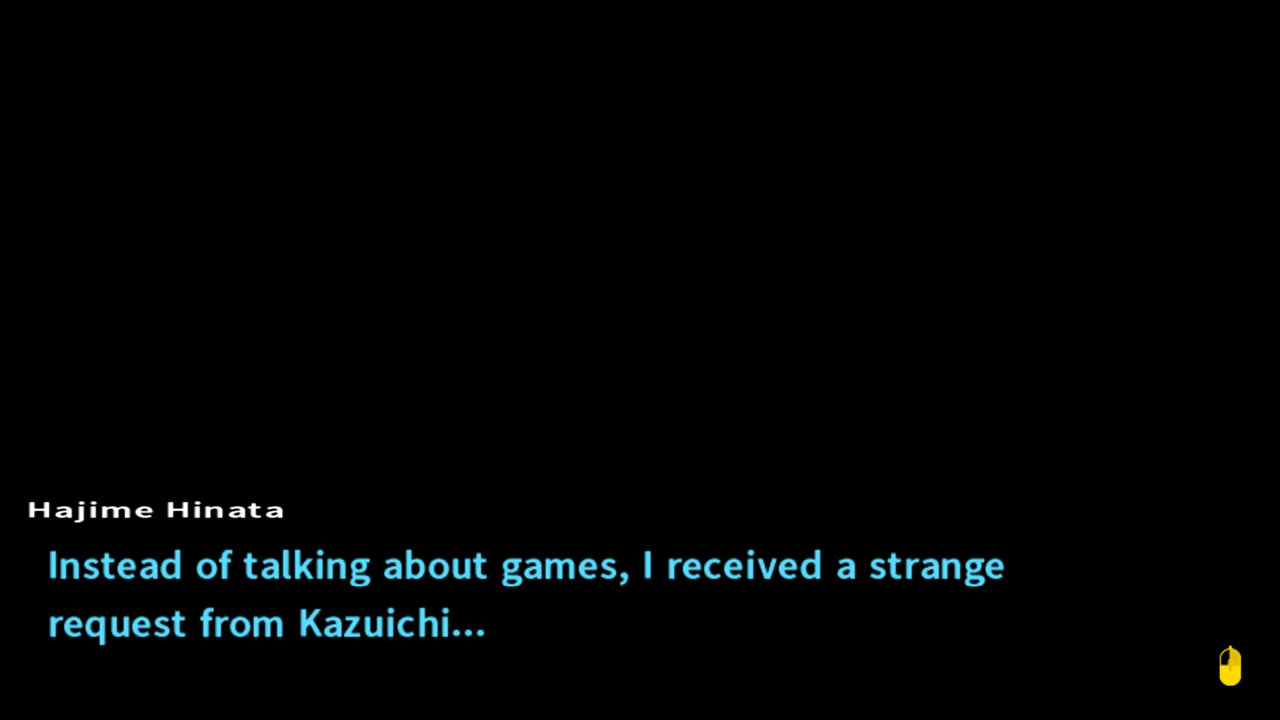 Hajime Hinata
Instead of talking about games, I received a strange
request from Kazuichi...